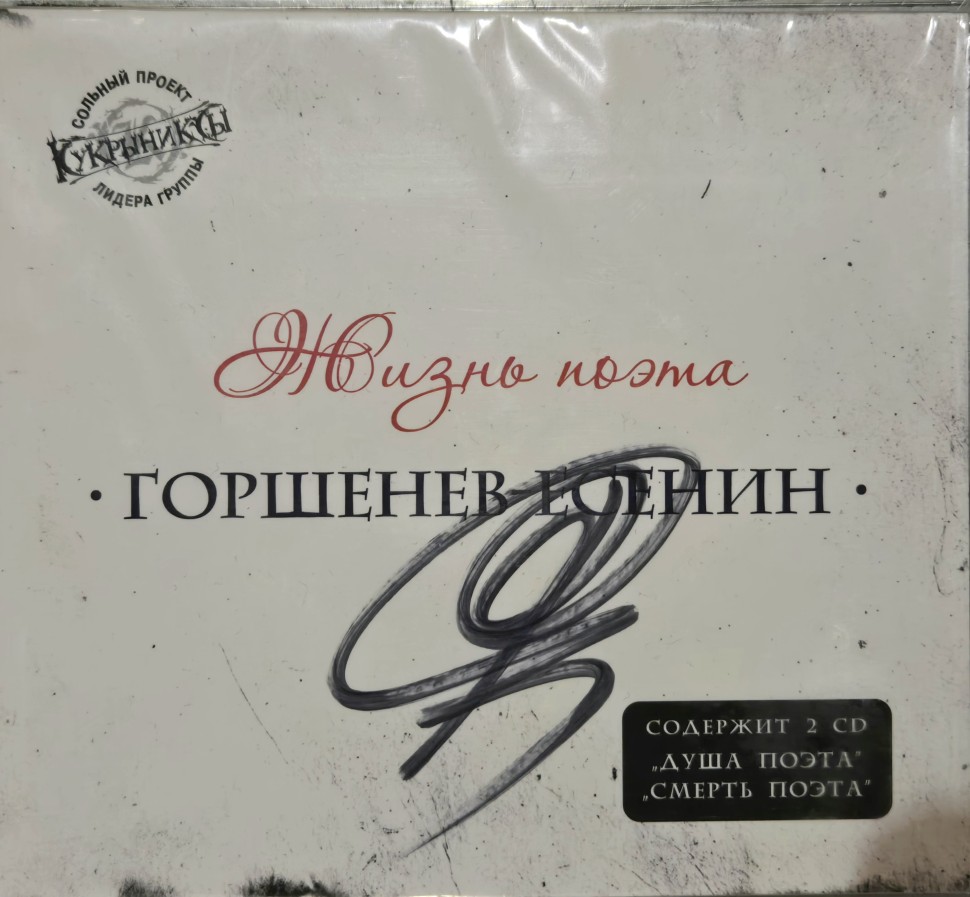 СОЛЬНЫЙ ПРОЕКТ
КУКРЫНИКСЫ
ЛИДЕРА ГРУППЫ
Жизнь поэта
• ГОРШЕНЕВ ЕСЕНИН •
СОДЕРЖИТ 2 CD
„ДУША ПОЭТА"
„СМЕРТЬ ПОЭТА"